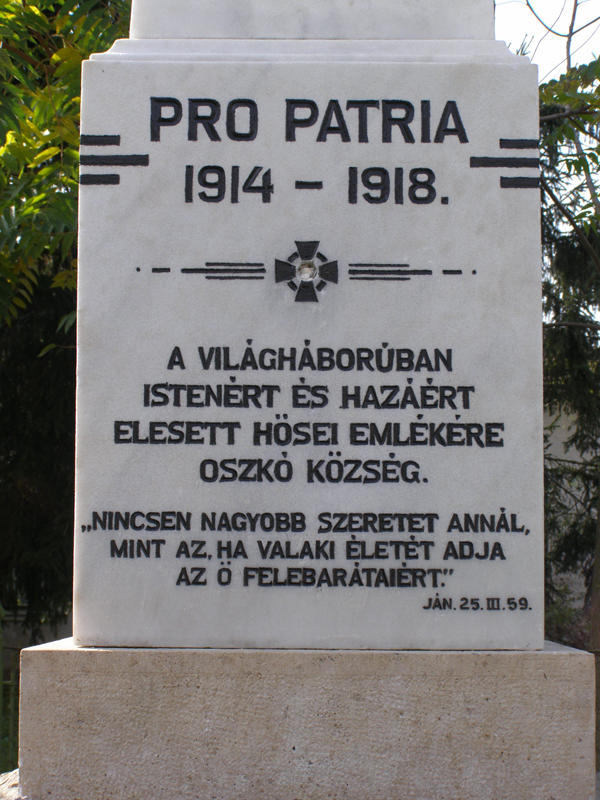 PRO PATRIA
1914 – 1918.
A VILÁGHÁBORÚBAN
ISTENÉRT ÉS HAZÁÉRT
ELESETT HŐSEI EMLÉKÉRE
OSZKÓ KÖZSÉG.
„NINCSEN NAGYOBB SZERETET ANNÁL,
MINT AZ, HA VALAKI ÉLETÉT ADJA
AZ Ő FELEBARÁTAIÉRT.”
JÁN. 25. III. 59.